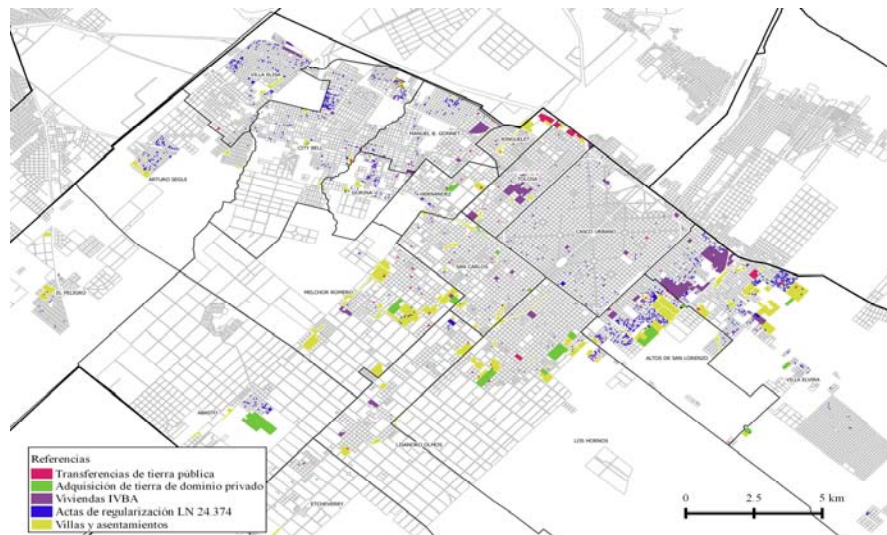 VILLA ELISA
MANUEL B. GONNET
RINGUELET
CITY BELL
TOLOSA
ARTURO SEGUI
GORINA
HERNANDEZ
CASCO URBANO
SAN CARLOS
EL PELIGRO
MELCHOR ROMERO
ALTOS DE SAN LORENZO
VILLA ELVIRA
ABASTO
LISANDRO OLMOS
LOS HORNOS
ETCHEVERRY
Referencias
Transferencias de tierra pública
Adquisición de tierra de dominio privado
Viviendas IVBA
Actas de regularización LN 24.374
Villas y asentamientos
0 2.5 5 km